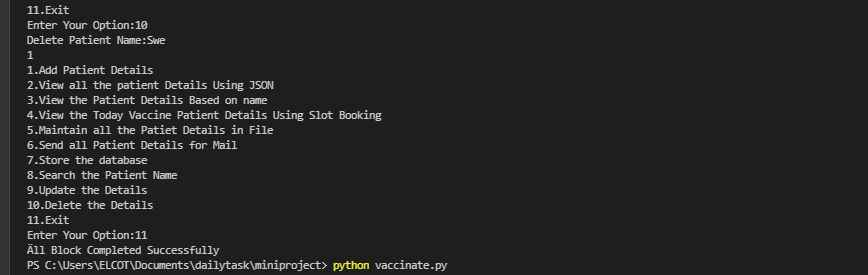 11.Exit
Enter Your Option:10
Delete Patient Name:Swe
1
1.Add Patient Details
2.View all the patient Details Using JSON
3.View the Patient Details Based on name
4.View the Today Vaccine Patient Details Using Slot Booking
5.Maintain all the Patiet Details in File
6.Send all Patient Details for Mail
7.Store the database
8.Search the Patient Name
9.Update the Details
10.Delete the Details
11.Exit
Enter Your Option:11
Äll Block Completed Successfully
PS C:\Users\ELCOT\Documents\dailytask\miniproject> python vaccinate.py